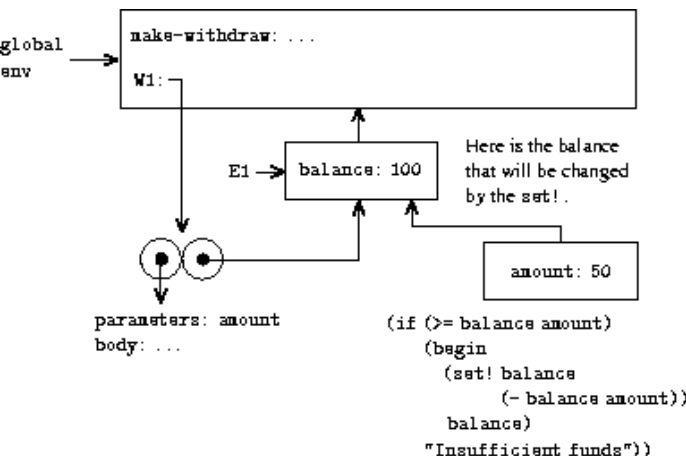 make-withdraw: ...
global
env
W1:
Here is the balance
that will be changed
by the set!.
E1
balance: 100
amount: 50
parameters: amount
body: ...
(if (>= balance amount)
(begin
(set! balance
(- balance amount))
balance)
"Insufficient funds"))